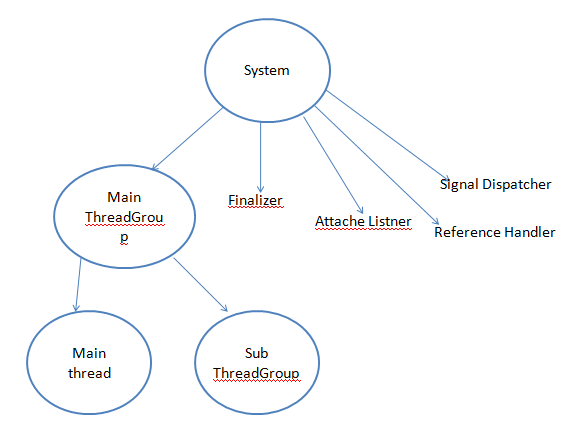 System
Signal Dispatcher
Main
ThreadGrou
p
Finalizer
Attache Listner
Reference Handler
Main
thread
Sub
ThreadGroup